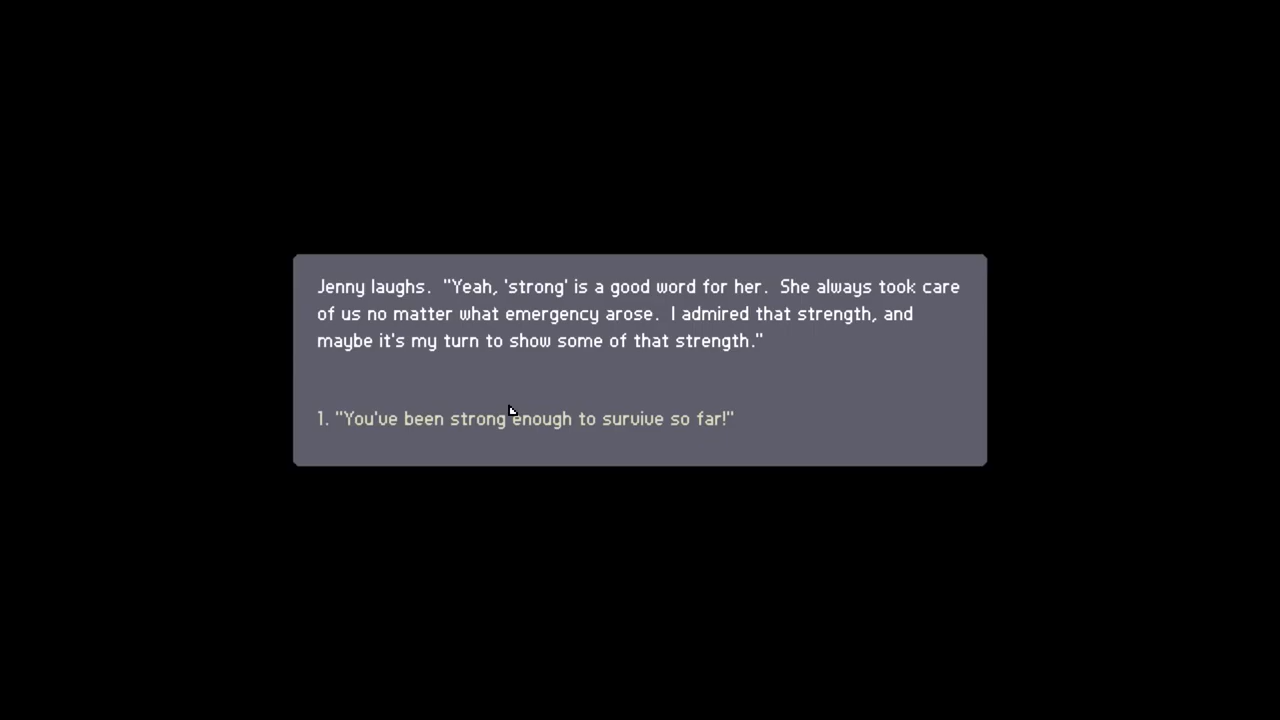 Jenny laughs.  "Yeah, 'strong' is a good word for her.  She always took care
of us no matter what emergency arose.  I admired that strength, and
maybe it's my turn to show some of that strength."
1. "You've been strong enough to survive so far!"